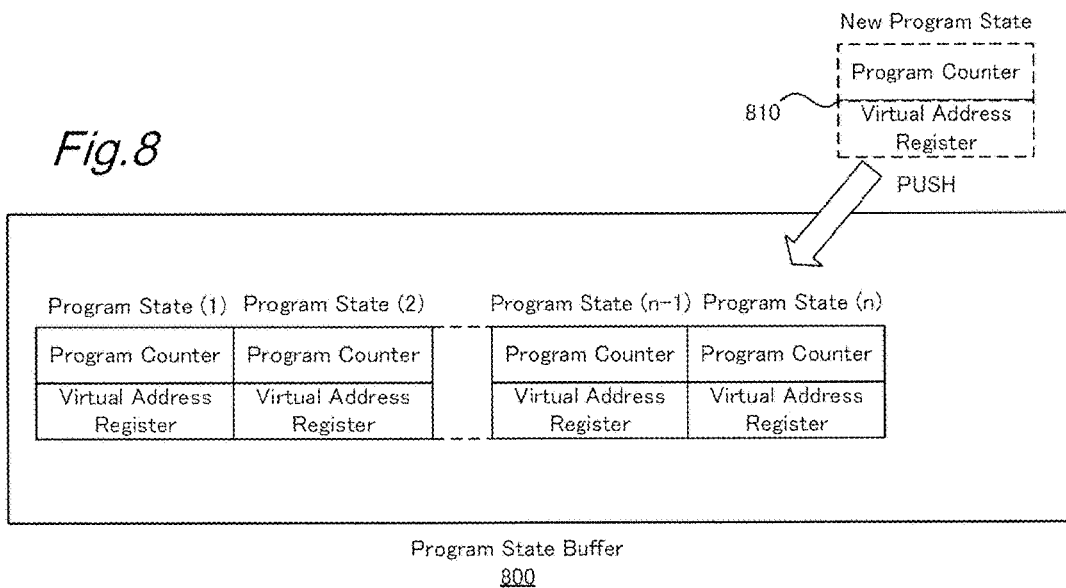 New Program State
Program Counter
810
Virtual Address
Register
Fig.8
PUSH
Program State (1) Program State (2) Program State (n-1) Program State (n)
Program Counter Program Counter Program Counter Program Counter
Virtual Address Virtual Address Virtual Address Virtual Address
Register Register Register Register
Program State Buffer
800